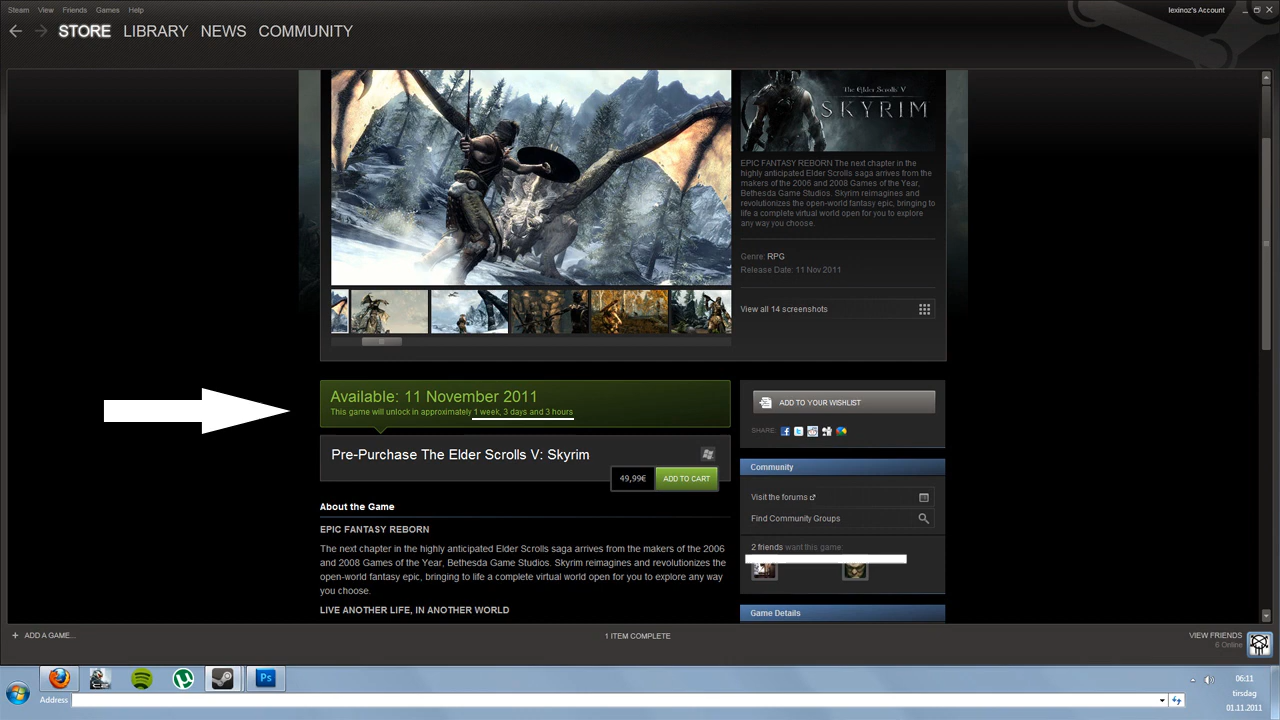 Steam View Friends Games Help
lexinoz's Account
STORE LIBRARY NEWS COMMUNITY
The Elder Scrolls V
SKYRIM
EPIC FANTASY REBORN The next chapter in the
highly anticipated Elder Scrolls saga arrives from the
makers of the 2006 and 2008 Games of the Year,
Bethesda Game Studios. Skyrim reimagines and
revolutionizes the open-world fantasy epic, bringing to
life a complete virtual world open for you to explore
any way you choose.
Genre: RPG
Release Date: 11 Nov 2011
View all 14 screenshots
Available: 11 November 2011
This game will unlock in approximately 1 week, 3 days and 3 hours
Pre-Purchase The Elder Scrolls V: Skyrim
49,99€ ADD TO CART
About the Game
EPIC FANTASY REBORN
The next chapter in the highly anticipated Elder Scrolls saga arrives from the makers of the 2006
and 2008 Games of the Year, Bethesda Game Studios. Skyrim reimagines and revolutionizes the
open-world fantasy epic, bringing to life a complete virtual world open for you to explore any way
you choose.
LIVE ANOTHER LIFE, IN ANOTHER WORLD
ADD TO YOUR WISHLIST
SHARE:
Community
Visit the forums
Find Community Groups
2 friends want this game:
Game Details
+ ADD A GAME...
1 ITEM COMPLETE
VIEW FRIENDS
6 Online
Ps
Address
06:11
tirsdag
01.11.2011